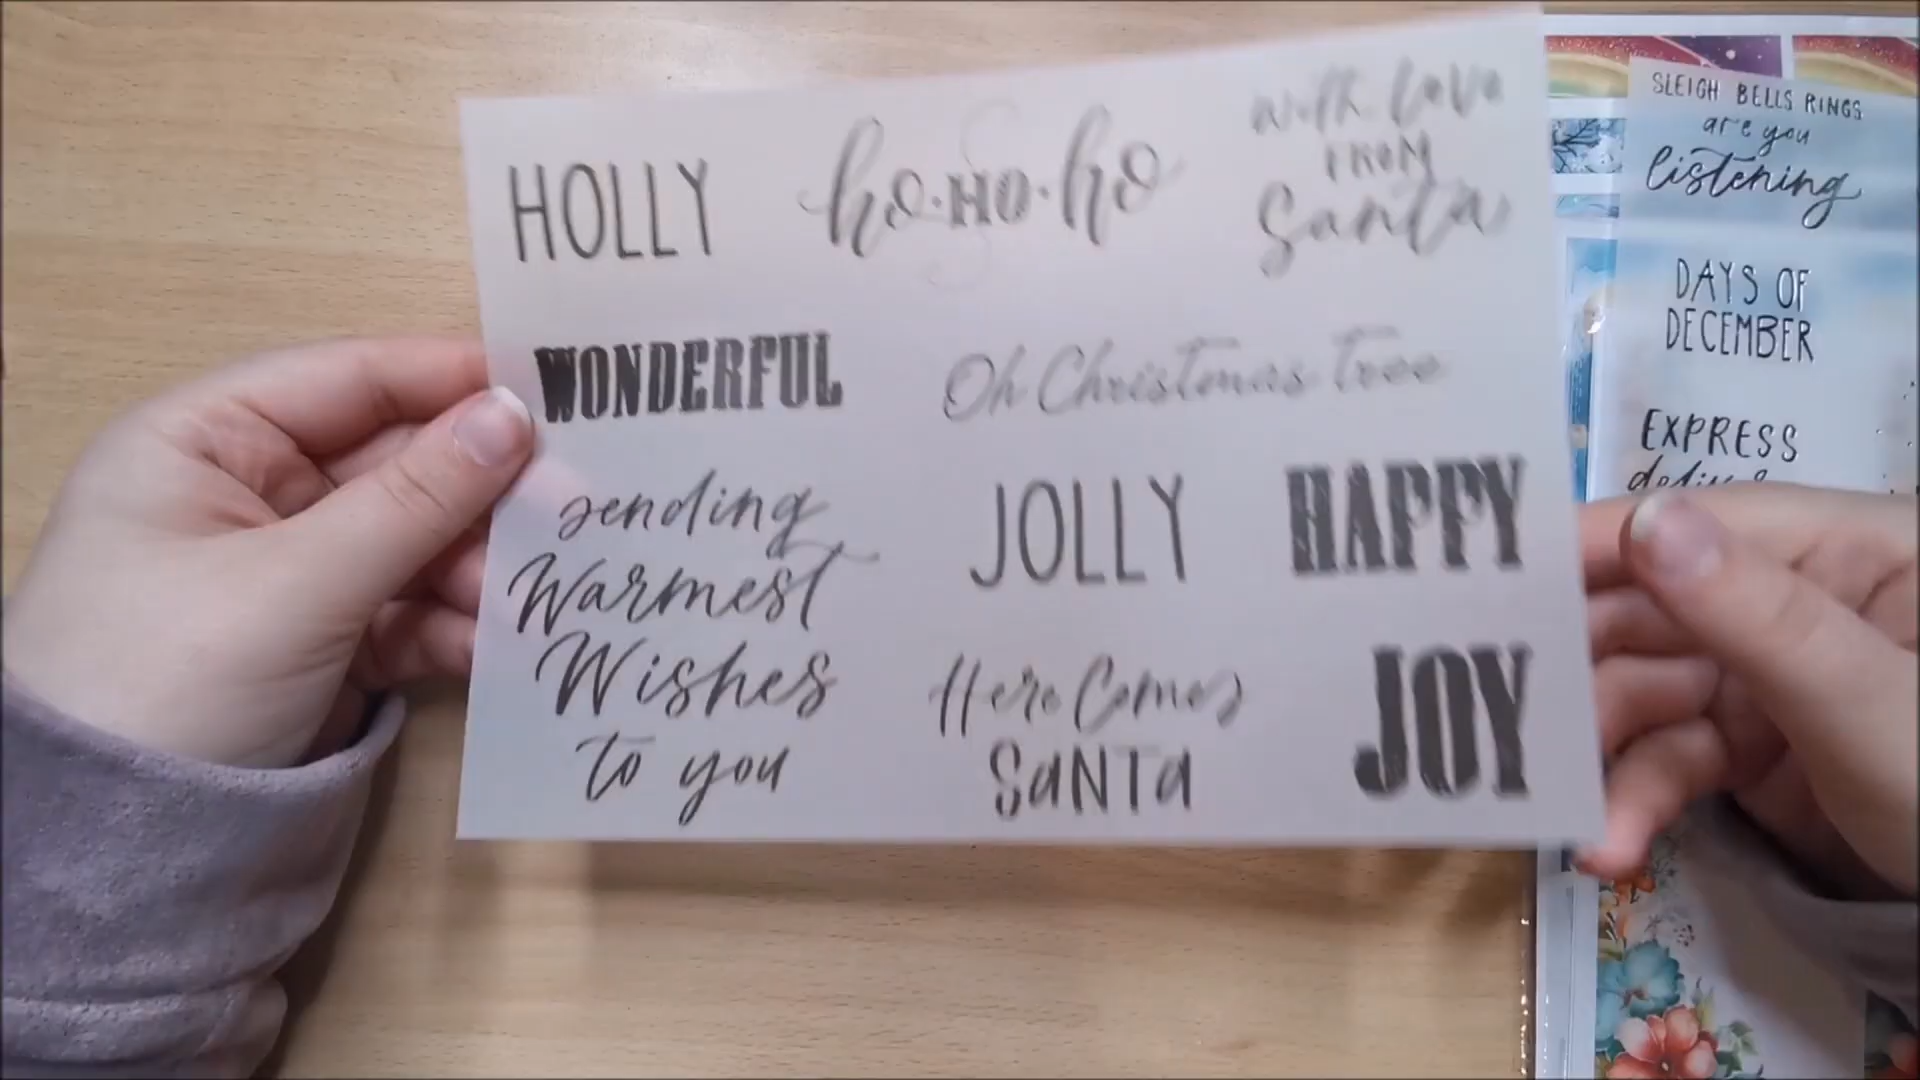 HOLLY
ho·HO·ho
with love
FROM
Santa
WONDERFUL
Oh Christmas tree
sending
Warmest
Wishes
to you
JOLLY
HAPPY
Here Comes
SANTA
JOY
SLEIGH BELLS RINGS
are you
listening
DAYS OF
DECEMBER
EXPRESS